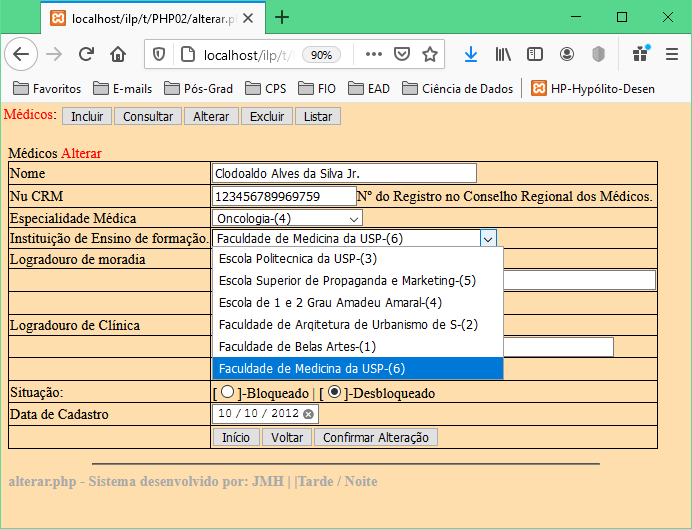 localhost/ilp/t/PHP02/alterar.p
localhost/ilp/t/ 90%
Favoritos E-mails Pós-Grad CPS FIO EAD Ciência de Dados HP-Hypólito-Desen
Médicos: Incluir Consultar Alterar Excluir Listar
Médicos Alterar
Nome Clodoaldo Alves da Silva Jr.
Nu CRM 123456789969759 Nº do Registro no Conselho Regional dos Médicos.
Especialidade Médica Oncologia-(4)
Instituição de Ensino de formação. Faculdade de Medicina da USP-(6)
Logradouro de moradia Escola Politecnica da USP-(3)
Escola Superior de Propaganda e Marketing-(5)
Escola de 1 e 2 Grau Amadeu Amaral-(4)
Logradouro de Clínica Faculdade de Arqitetura de Urbanismo de S-(2)
Faculdade de Belas Artes-(1)
Faculdade de Medicina da USP-(6)
Situação: [ ]-Bloqueado | [ ]-Desbloqueado
Data de Cadastro 10 / 10 / 2012
Início Voltar Confirmar Alteração
alterar.php - Sistema desenvolvido por: JMH | |Tarde / Noite